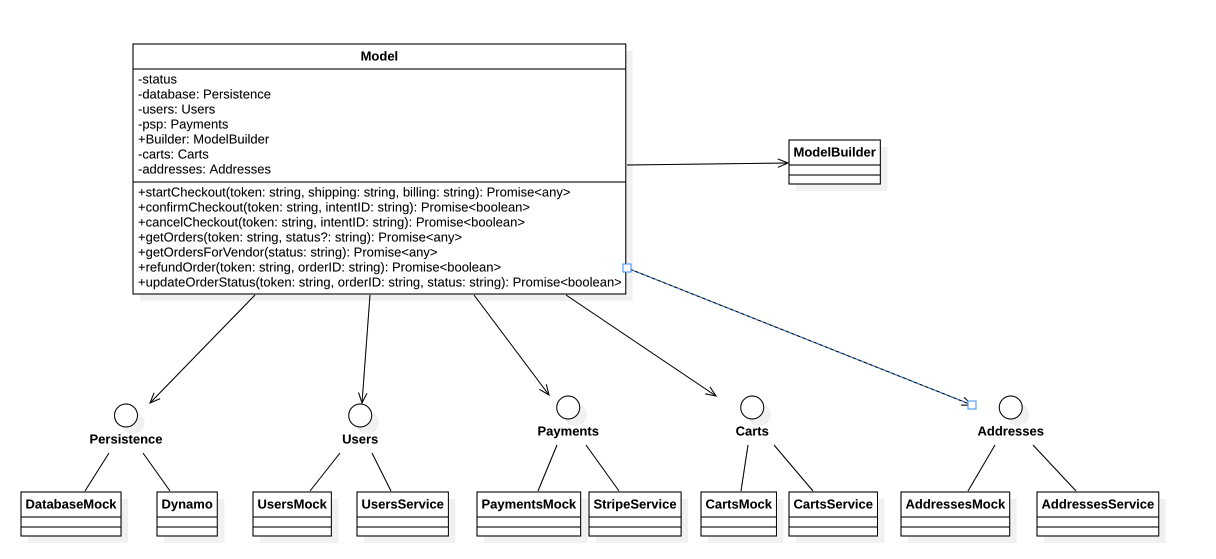 Model
-status
-database: Persistence
-users: Users
-psp: Payments
+Builder: ModelBuilder
-carts: Carts
-addresses: Addresses
+startCheckout(token: string, shipping: string, billing: string): Promise<any>
+confirmCheckout(token: string, intentID: string): Promise<boolean>
+cancelCheckout(token: string, intentID: string): Promise<boolean>
+getOrders(token: string, status?: string): Promise<any>
+getOrdersForVendor(status: string): Promise<any>
+refundOrder(token: string, orderID: string): Promise<boolean>
+updateOrderStatus(token: string, orderID: string, status: string): Promise<boolean>
ModelBuilder
Persistence
Users
Payments
Carts
Addresses
DatabaseMock
Dynamo
UsersMock
UsersService
PaymentsMock
StripeService
CartsMock
CartsService
AddressesMock
AddressesService